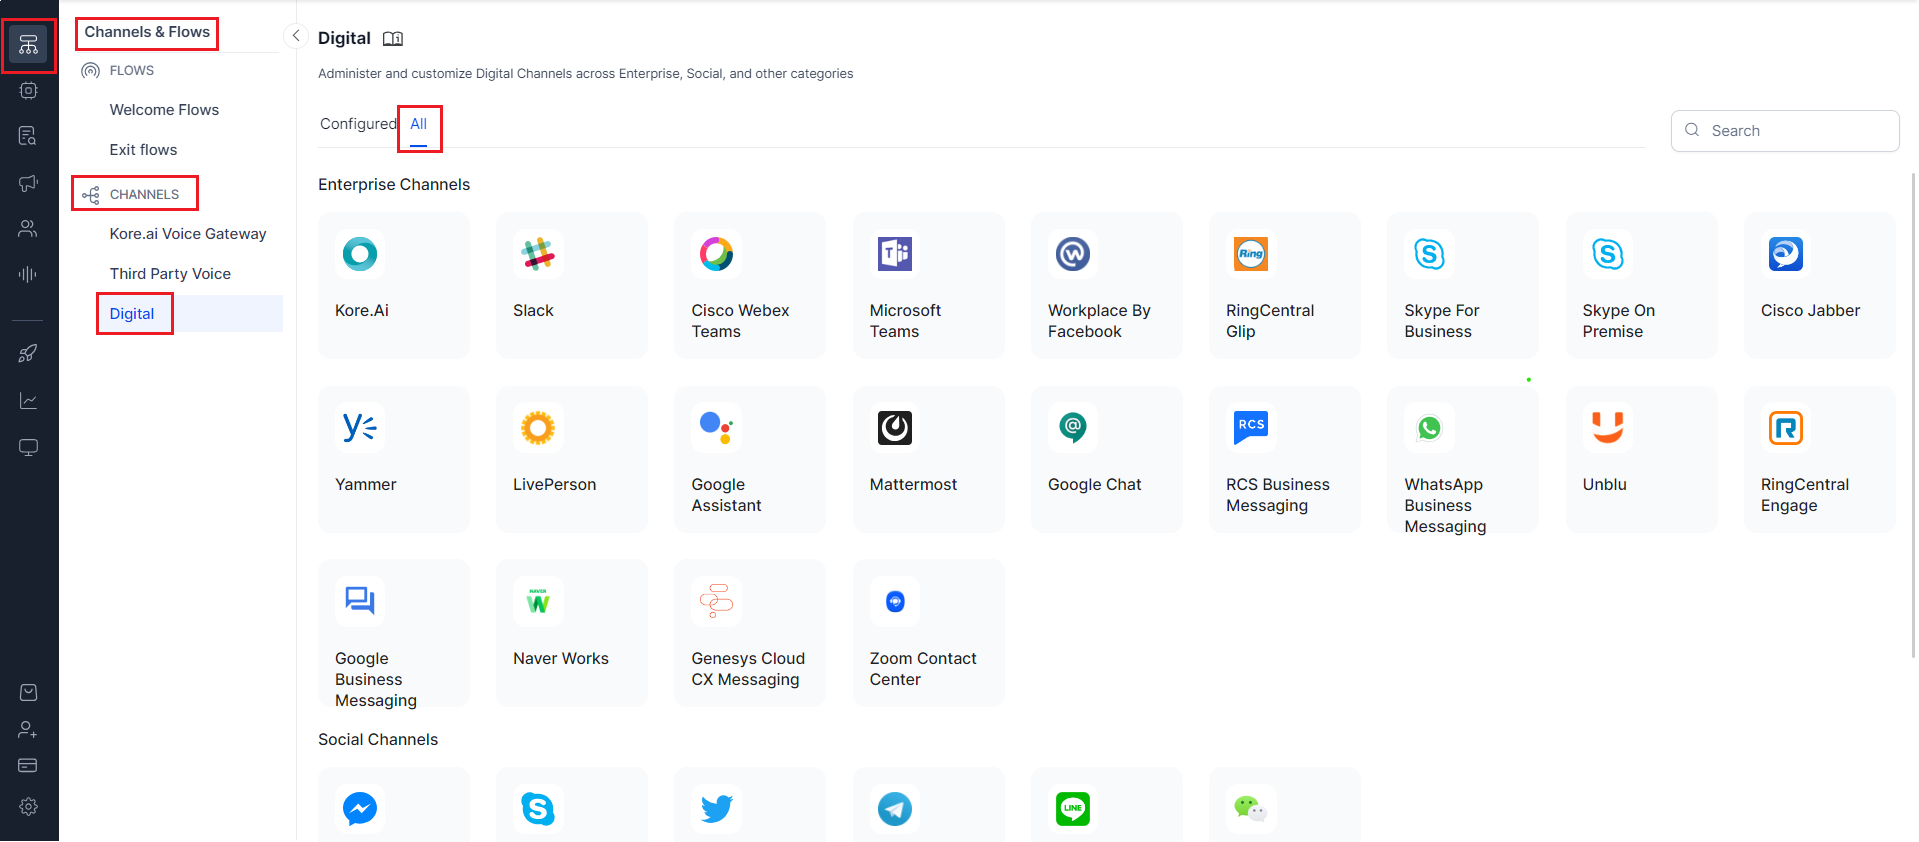 Channels & Flows
FLOWS
Welcome Flows
Exit flows
CHANNELS
Kore.ai Voice Gateway
Third Party Voice
Digital
Digital
Administer and customize Digital Channels across Enterprise, Social, and other categories
Configured
All
Search
Enterprise Channels
Kore.Ai
Slack
Cisco Webex
Teams
Microsoft
Teams
Workplace By
Facebook
Ring
RingCentral
Glip
Skype For
Business
Skype On
Premise
Cisco Jabber
Yammer
LivePerson
Google
Assistant
Mattermost
Google Chat
RCS
RCS Business
Messaging
WhatsApp
Business
Messaging
Unblu
RingCentral
Engage
Google
Business
Messaging
NAVER
W
Naver Works
Genesys Cloud
CX Messaging
Zoom Contact
Center
Social Channels
LINE